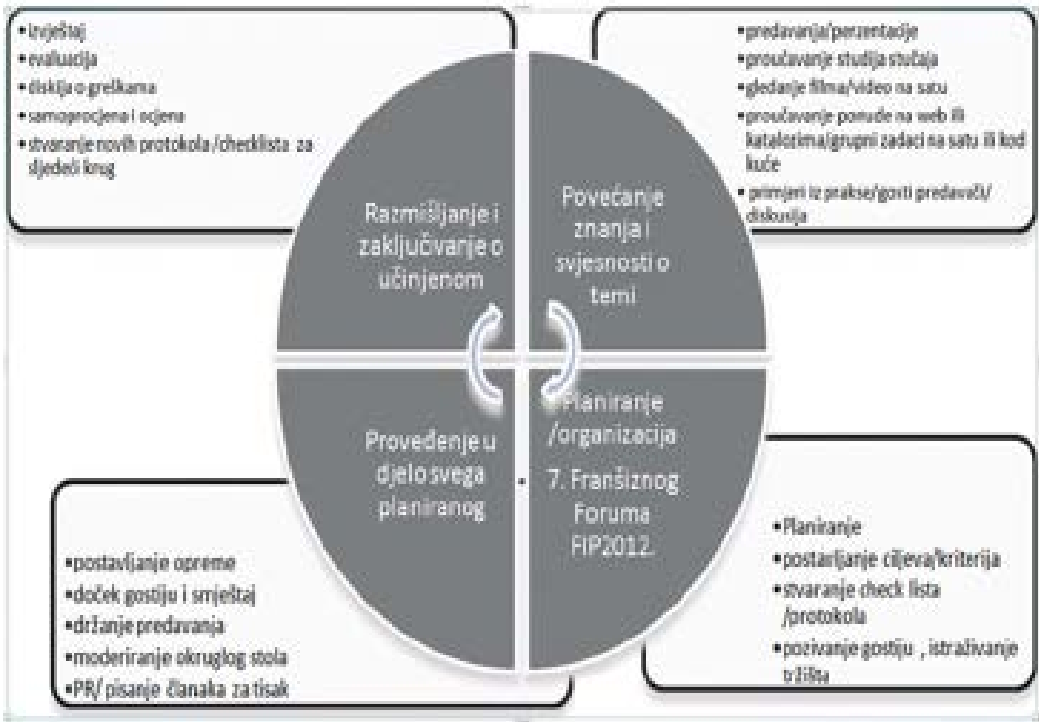 •izvještaj
•evaluacija
•diskija o greškama
•samoprocjena i ocjena
•stvaranje novih protokola /checklista za
sljedeći krug
•predavanja/perzentacije
•proučavanje studija stučaja
•gledanje filma/video na satu
•proučavanje ponude na web ili
katalozima/grupni zadaci na satu ili kod
kuće
•primjeri iz prakse/gosti predavači/
diskusija
Razmišljanje i
zaključivanje o
učinjenom
Povećanje
znanja i
svjesnosti o
temi
Provedenje u
djelo svega
planiranog
Planiranje
/organizacija
7. Franšiznog
Foruma
FIP2012.
•postavljanje opreme
•doček gostiju i smještaj
•držanje predavanja
•moderiranje okruglog stola
•PR/ pisanje članaka za tisak
•Planiranje
•postavljanje ciljeva/kriterija
•stvaranje check lista
/protokola
•pozivanje gostiju , istraživanje
tržišta